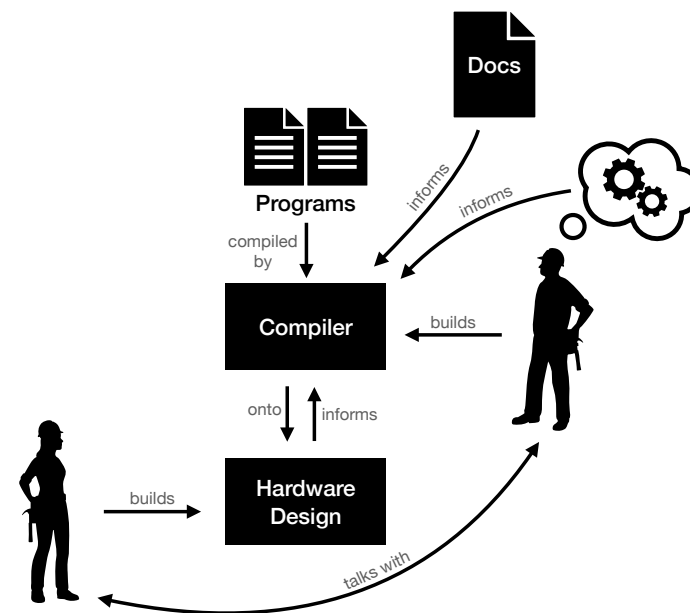 Docs
Programs
informs
informs
compiled
by
Compiler
builds
onto
informs
Hardware
Design
builds
talks with